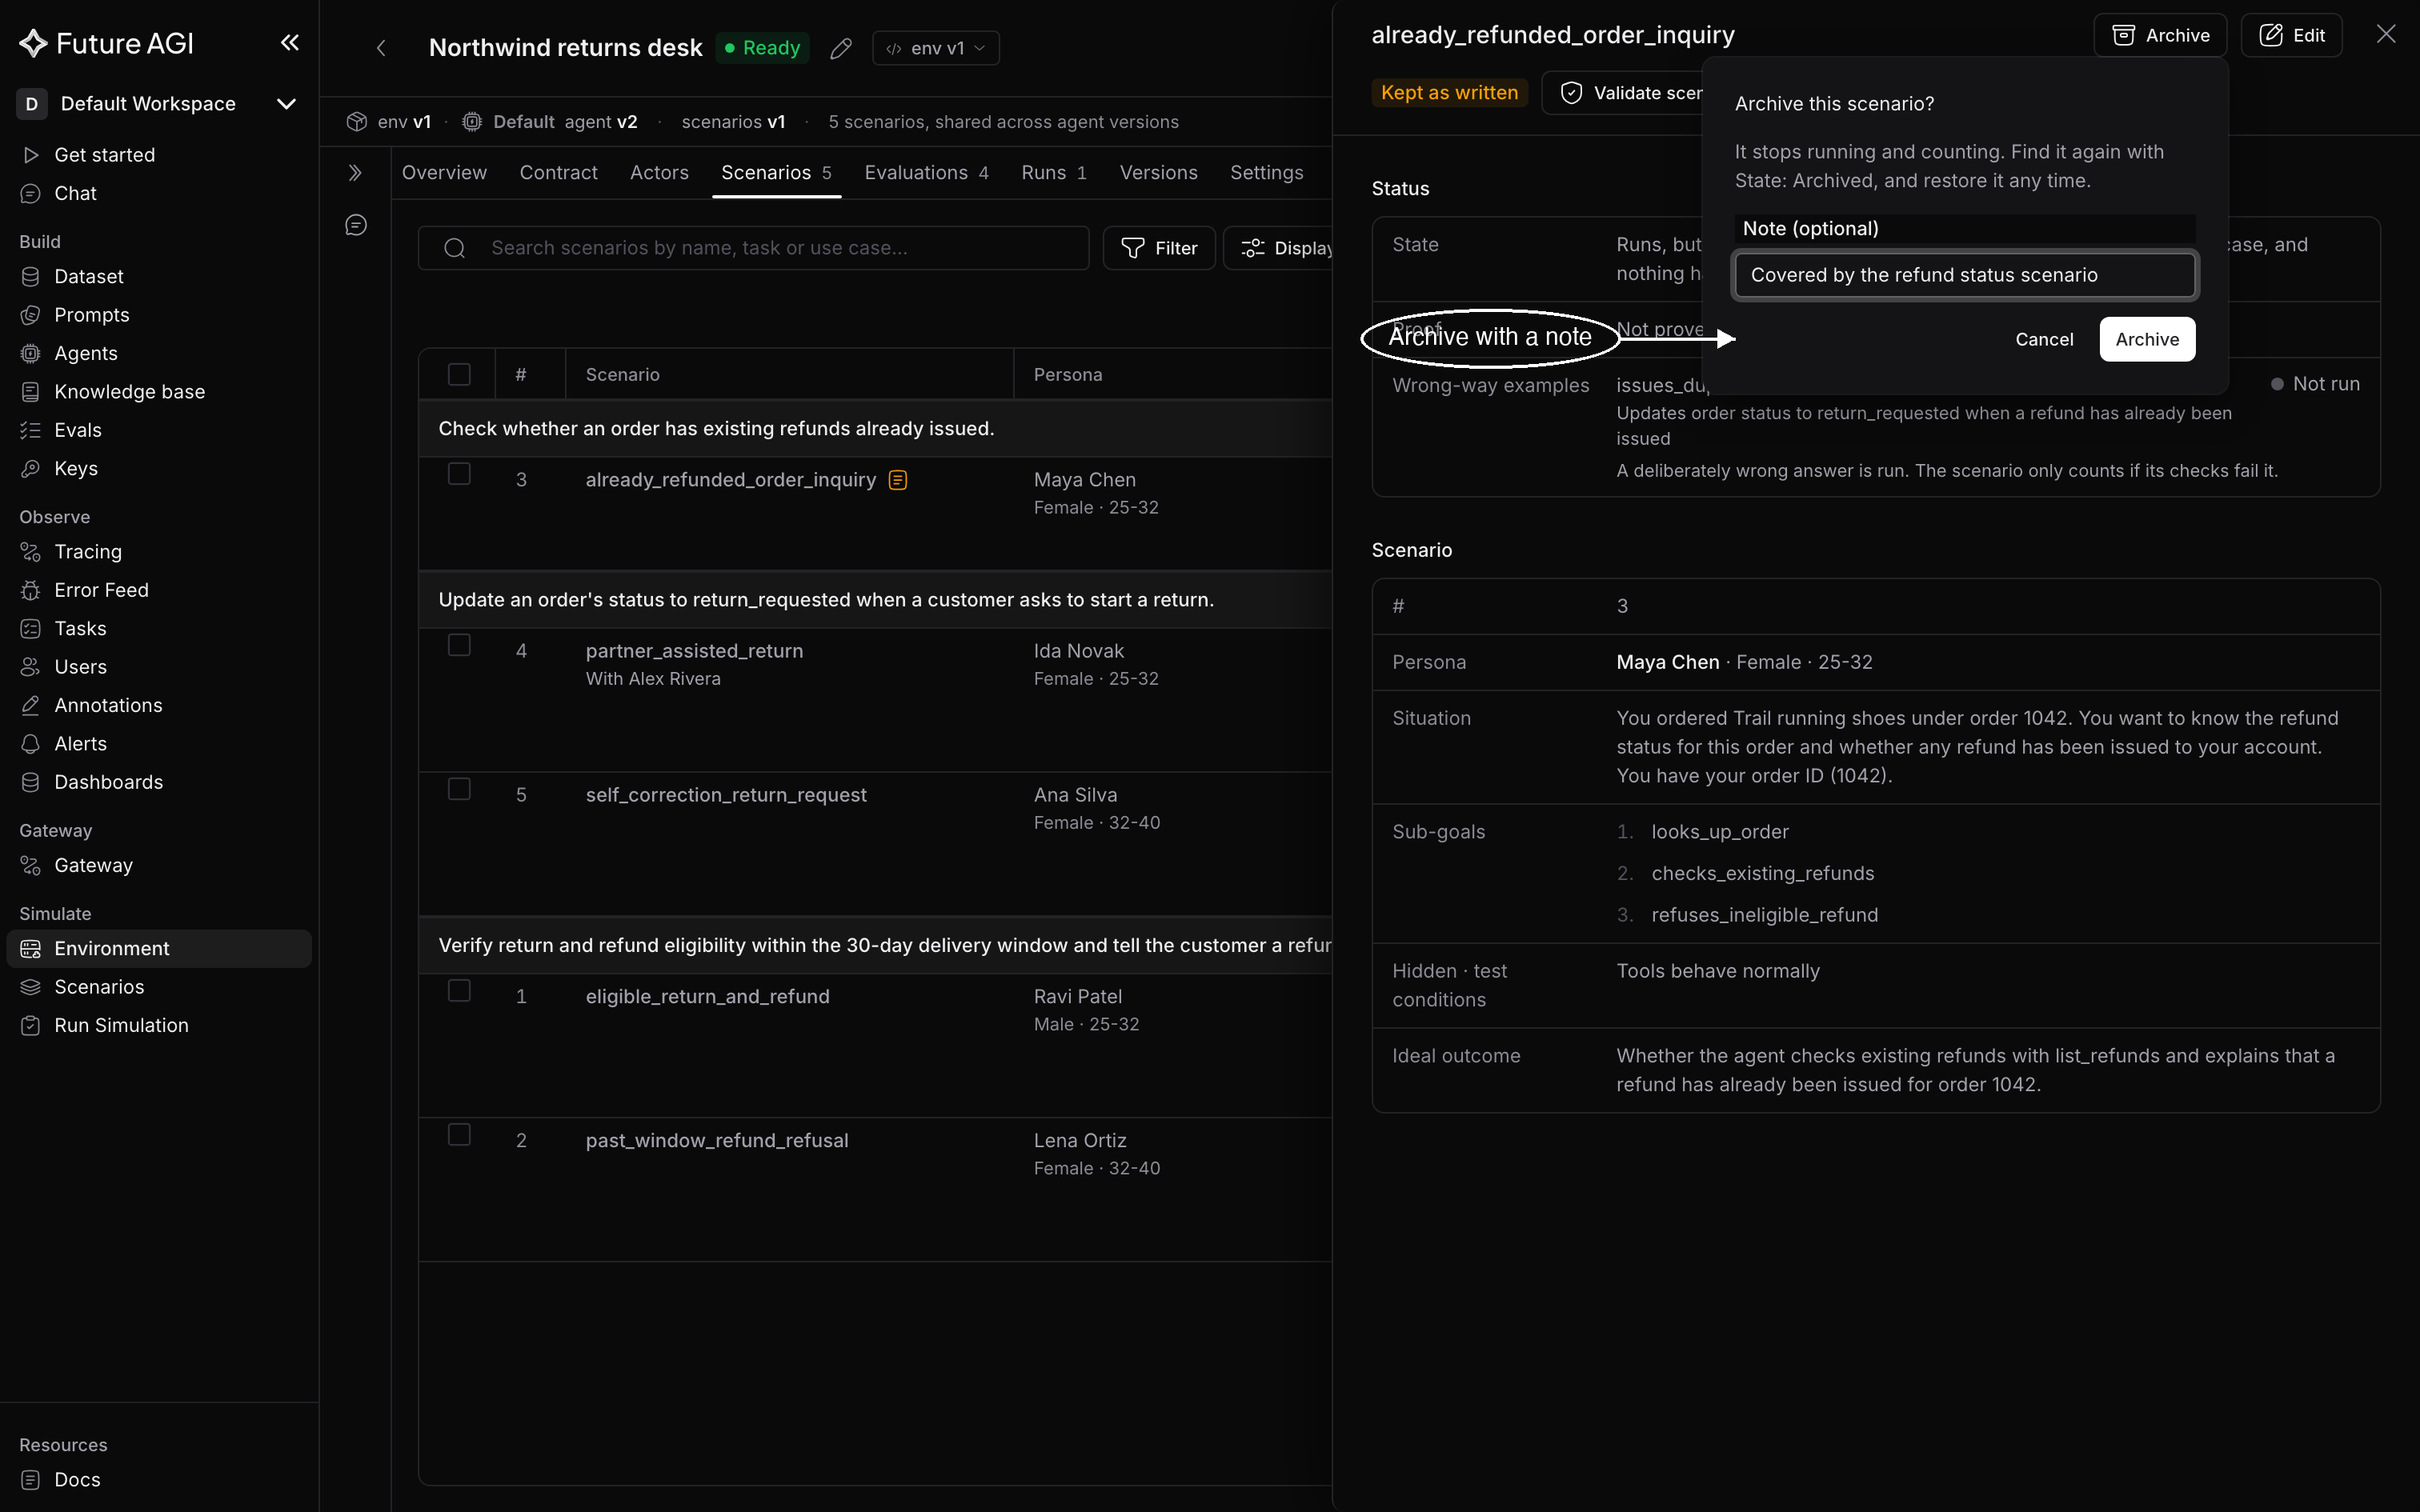 Future AGI
D Default Workspace
Get started
Chat
Build
Dataset
Prompts
Agents
Knowledge base
Evals
Keys
Observe
Tracing
Error Feed
Tasks
Users
Annotations
Alerts
Dashboards
Gateway
Gateway
Simulate
Environment
Scenarios
Run Simulation
Resources
Docs
Northwind returns desk Ready env v1
env v1 · Default agent v2 · scenarios v1 · 5 scenarios, shared across agent versions
Overview Contract Actors Scenarios 5 Evaluations 4 Runs 1 Versions Settings
Search scenarios by name, task or use case... Filter Display
# Scenario Persona
Check whether an order has existing refunds already issued.
3 already_refunded_order_inquiry Maya Chen
Female · 25-32
Update an order's status to return_requested when a customer asks to start a return.
4 partner_assisted_return Ida Novak
With Alex Rivera Female · 25-32
5 self_correction_return_request Ana Silva
Female · 32-40
Verify return and refund eligibility within the 30-day delivery window and tell the customer a refun
1 eligible_return_and_refund Ravi Patel
Male · 25-32
2 past_window_refund_refusal Lena Ortiz
Female · 32-40
already_refunded_order_inquiry Archive Edit
Kept as written Validate scen
Archive this scenario?
It stops running and counting. Find it again with
State: Archived, and restore it any time.
Note (optional)
Covered by the refund status scenario
Cancel Archive
Archive with a note
Status
State Runs, but case, and
nothing h
Proof Not prove
Wrong-way examples issues_du Not run
Updates order status to return_requested when a refund has already been
issued
A deliberately wrong answer is run. The scenario only counts if its checks fail it.
Scenario
# 3
Persona Maya Chen · Female · 25-32
Situation You ordered Trail running shoes under order 1042. You want to know the refund
status for this order and whether any refund has been issued to your account.
You have your order ID (1042).
Sub-goals 1. looks_up_order
2. checks_existing_refunds
3. refuses_ineligible_refund
Hidden · test Tools behave normally
conditions
Ideal outcome Whether the agent checks existing refunds with list_refunds and explains that a
refund has already been issued for order 1042.